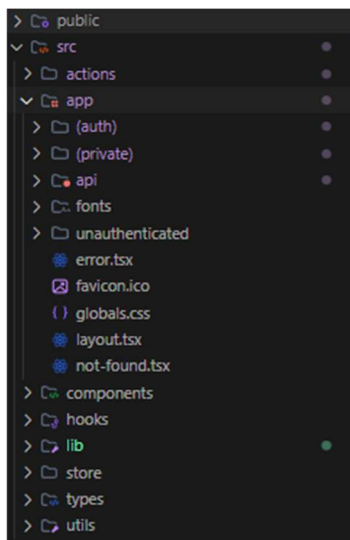 public
src
actions
app
(auth)
(private)
api
fonts
unauthenticated
error.tsx
favicon.ico
globals.css
layout.tsx
not-found.tsx
components
hooks
lib
store
types
utils